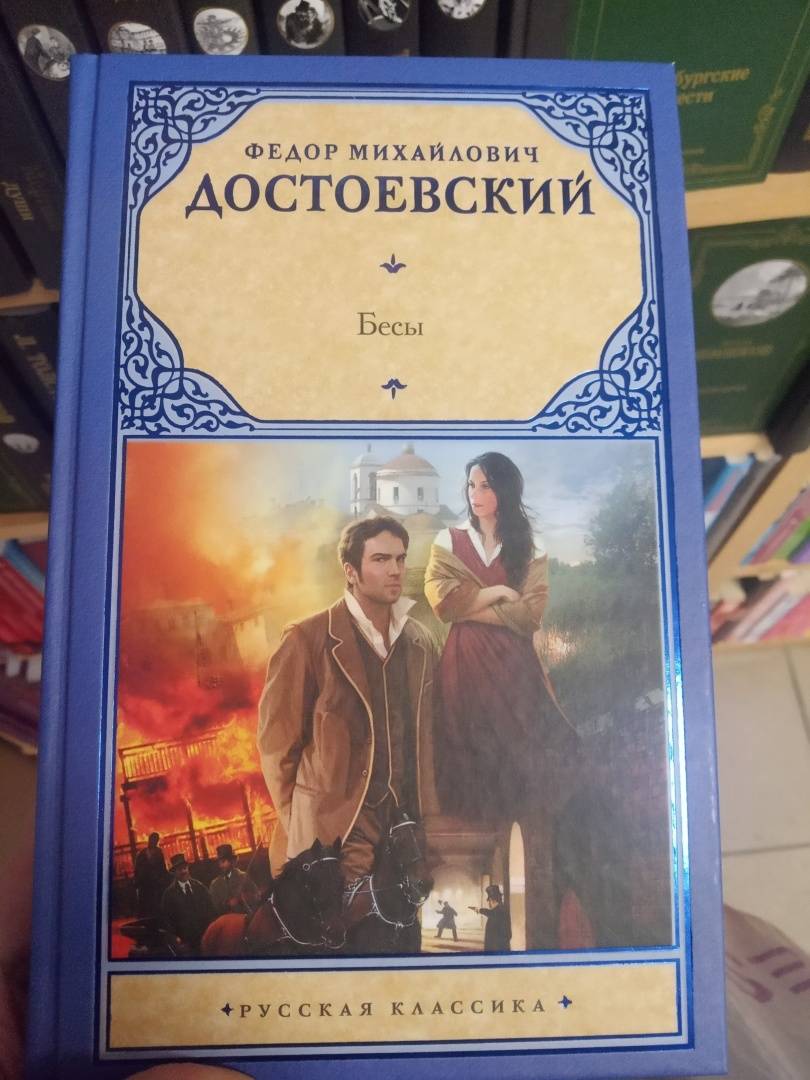 ФЕДОР МИХАЙЛОВИЧ
ДОСТОЕВСКИЙ
Бесы
РУССКАЯ КЛАССИКА